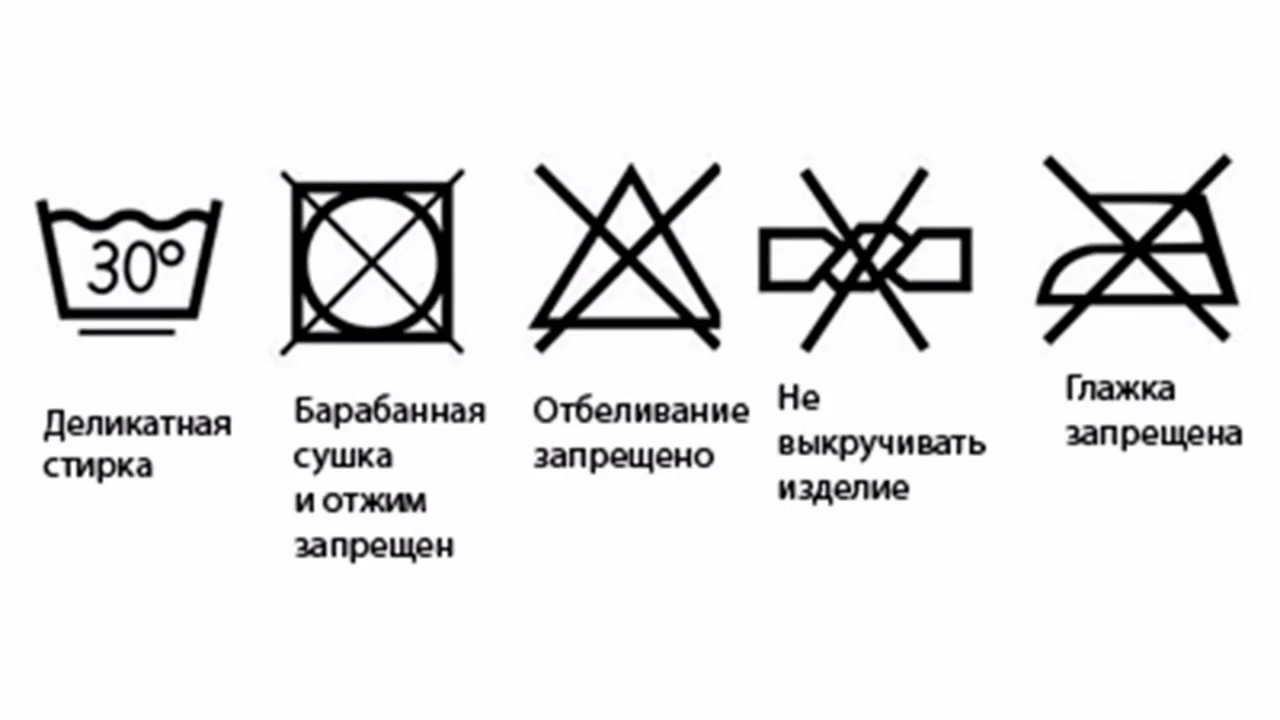 30°
Деликатная
стирка
Барабанная
сушка
и отжим
запрещен
Отбеливание
запрещено
Не
выкручивать
изделие
Глажка
запрещена